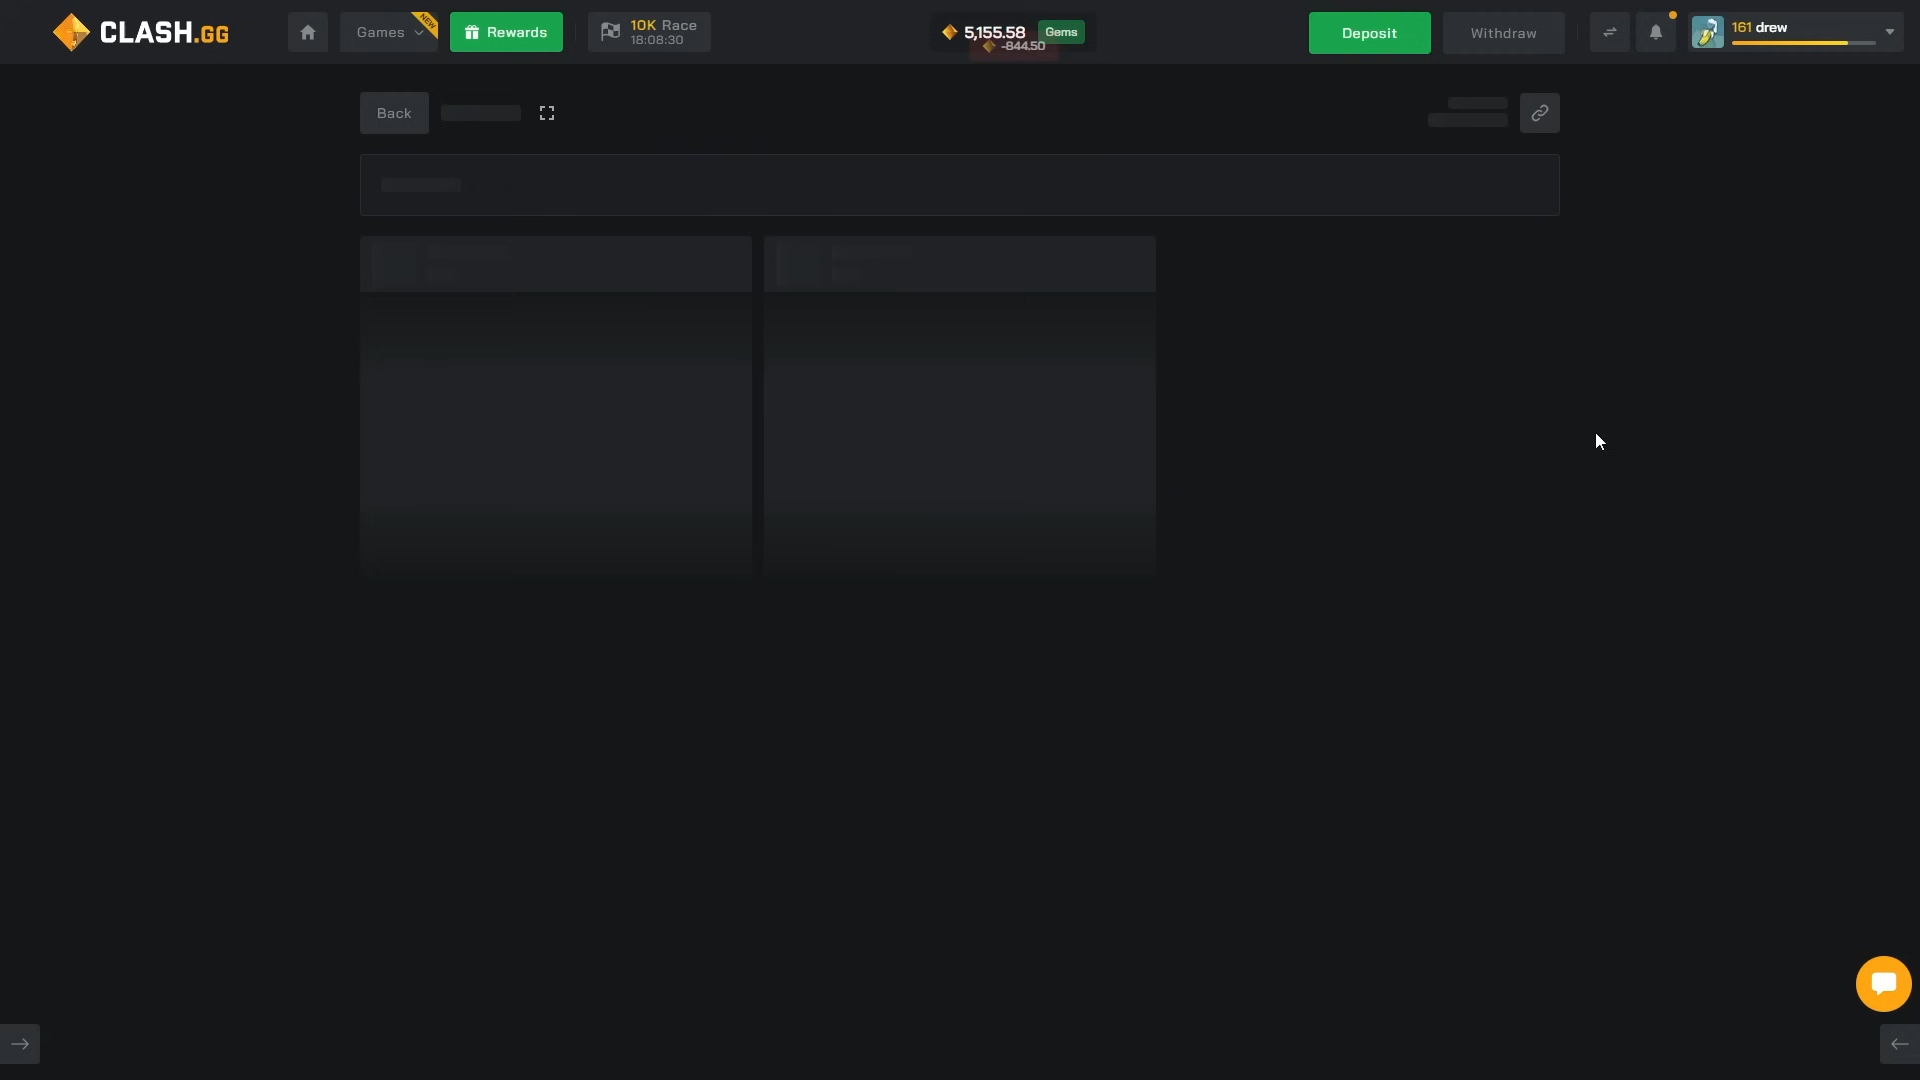 CLASH.GG
Games
NEW
Rewards
10K Race
18:08:30
5,155.58
Gems
-844.50
Deposit
Withdraw
161 drew
Back